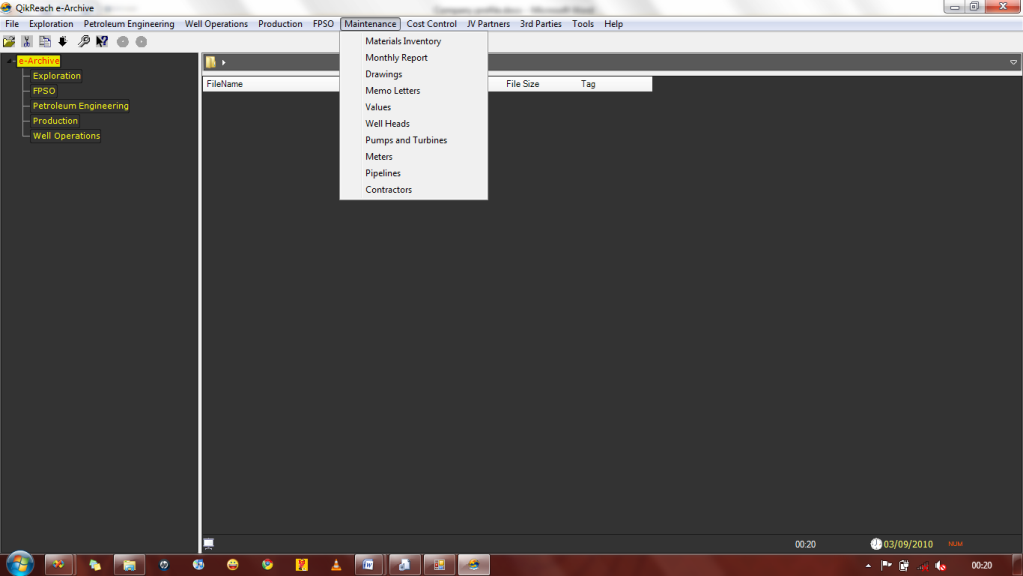 QikReach e-Archive
File Exploration Petroleum Engineering Well Operations Production FPSO Maintenance Cost Control JV Partners 3rd Parties Tools Help
Materials Inventory
Monthly Report
Drawings
Memo Letters
Values
Well Heads
Pumps and Turbines
Meters
Pipelines
Contractors
e-Archive
Exploration
FPSO
Petroleum Engineering
Production
Well Operations
FileName File Size Tag
00:20 03/09/2010 NUM
00:20